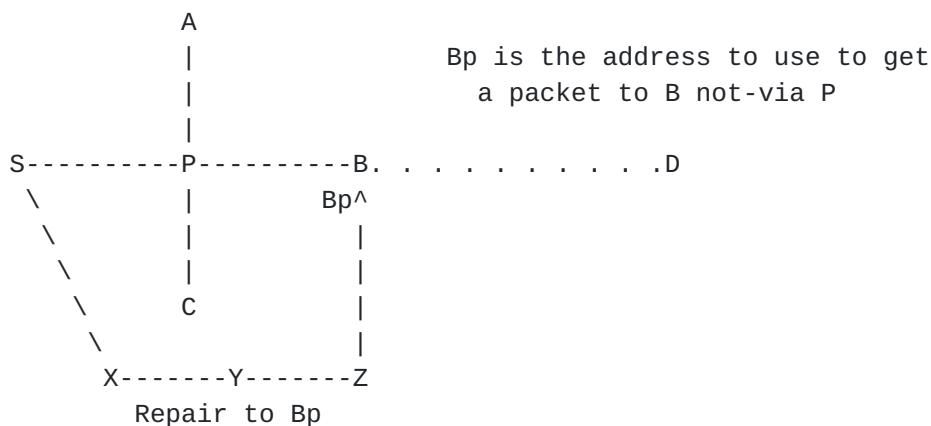 A
Bp is the address to use to get
a packet to B not-via P
S----------P----------B. . . . . . . . . .D
Bp^
C
X-------Y-------Z
Repair to Bp